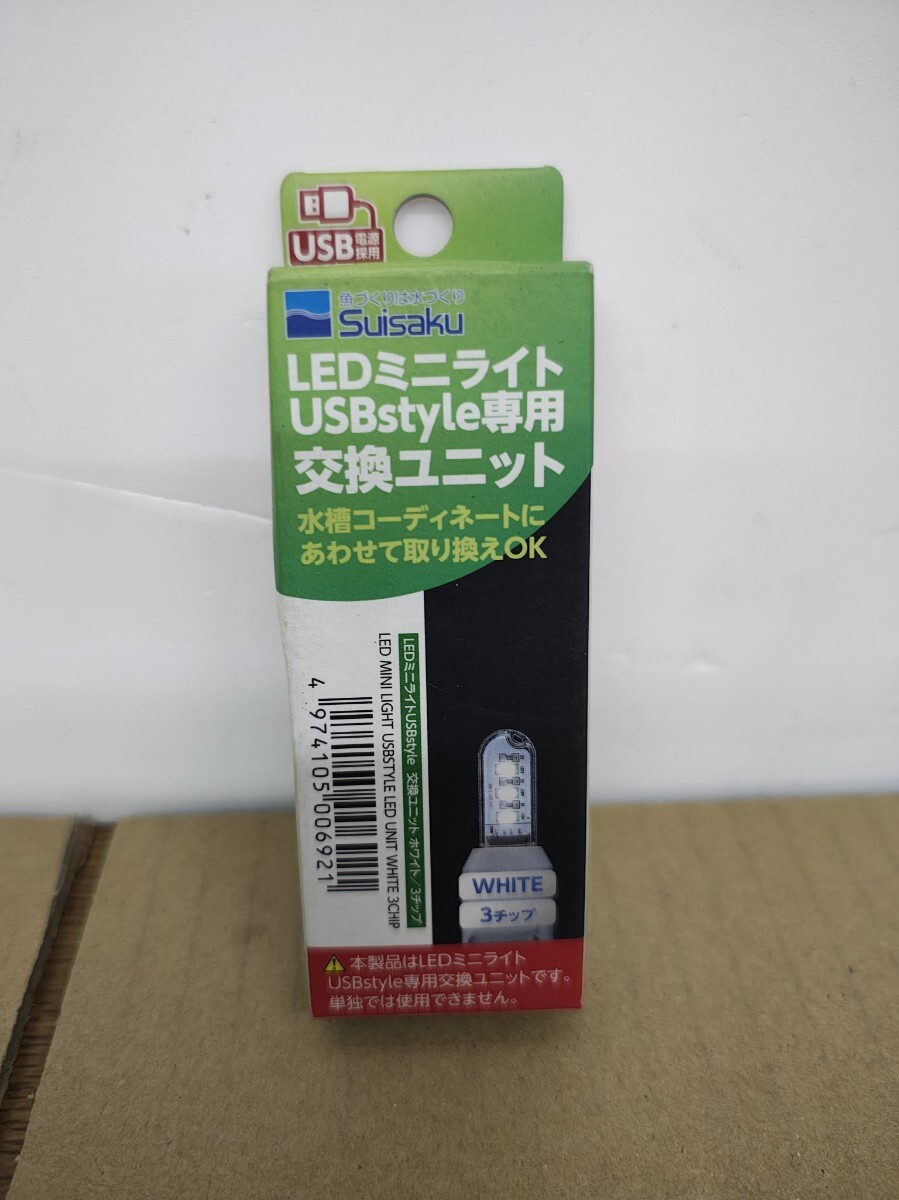 USB電源採用
魚づくりは水づくり
Suisaku
LEDミニライト
USBstyle専用
交換ユニット
水槽コーディネートに
あわせて取り換えOK
LEDミニライトUSBstyle 交換ユニット ホワイト/3チップ
LED MINI LIGHT USBSTYLE LED UNIT WHITE 3CHIP
4 974105 006921
WHITE
3チップ
本製品はLEDミニライト
USBstyle専用交換ユニットです。
単独では使用できません。